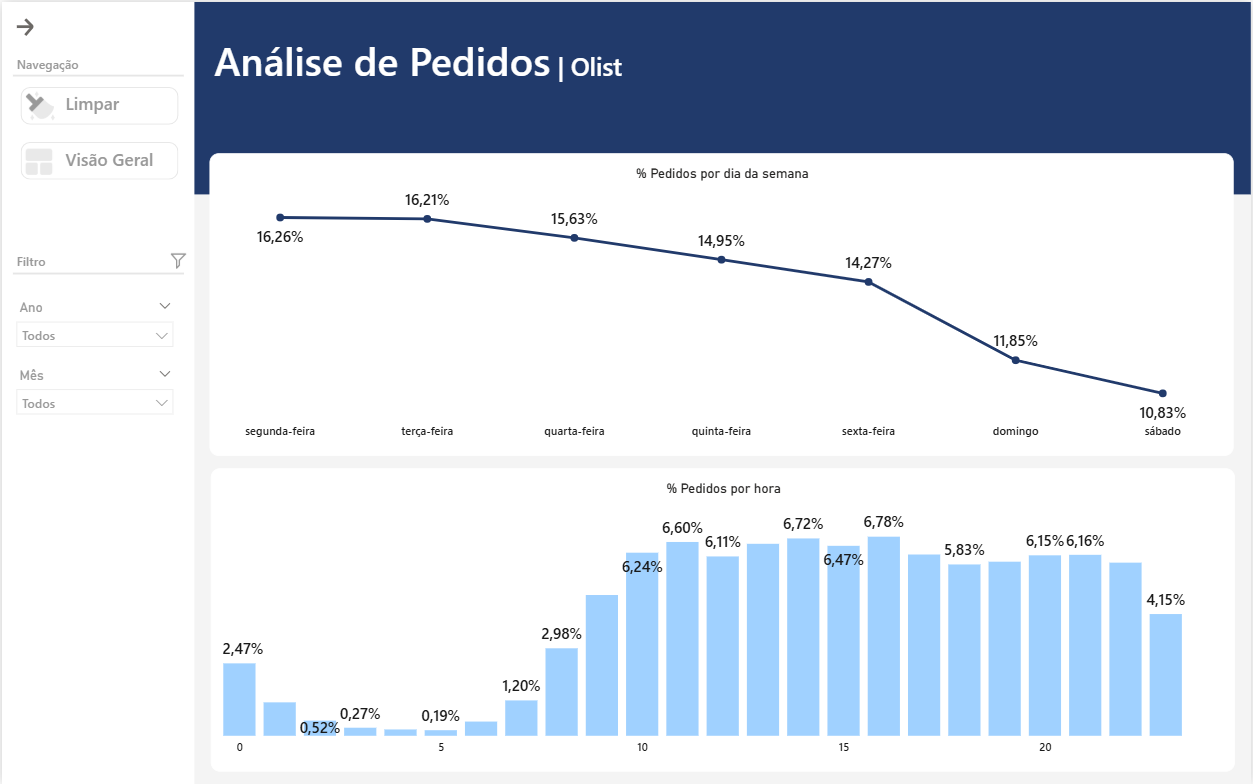 Navegação
Limpar
Visão Geral
Filtro
Ano
Todos
Mês
Todos
Análise de Pedidos | Olist
% Pedidos por dia da semana
16,26%
16,21%
15,63%
14,95%
14,27%
11,85%
10,83%
segunda-feira
terça-feira
quarta-feira
quinta-feira
sexta-feira
domingo
sábado
% Pedidos por hora
2,47%
0,52%
0,27%
0,19%
1,20%
2,98%
6,24%
6,60%
6,11%
6,72%
6,47%
6,78%
5,83%
6,15%
6,16%
4,15%
0
5
10
15
20